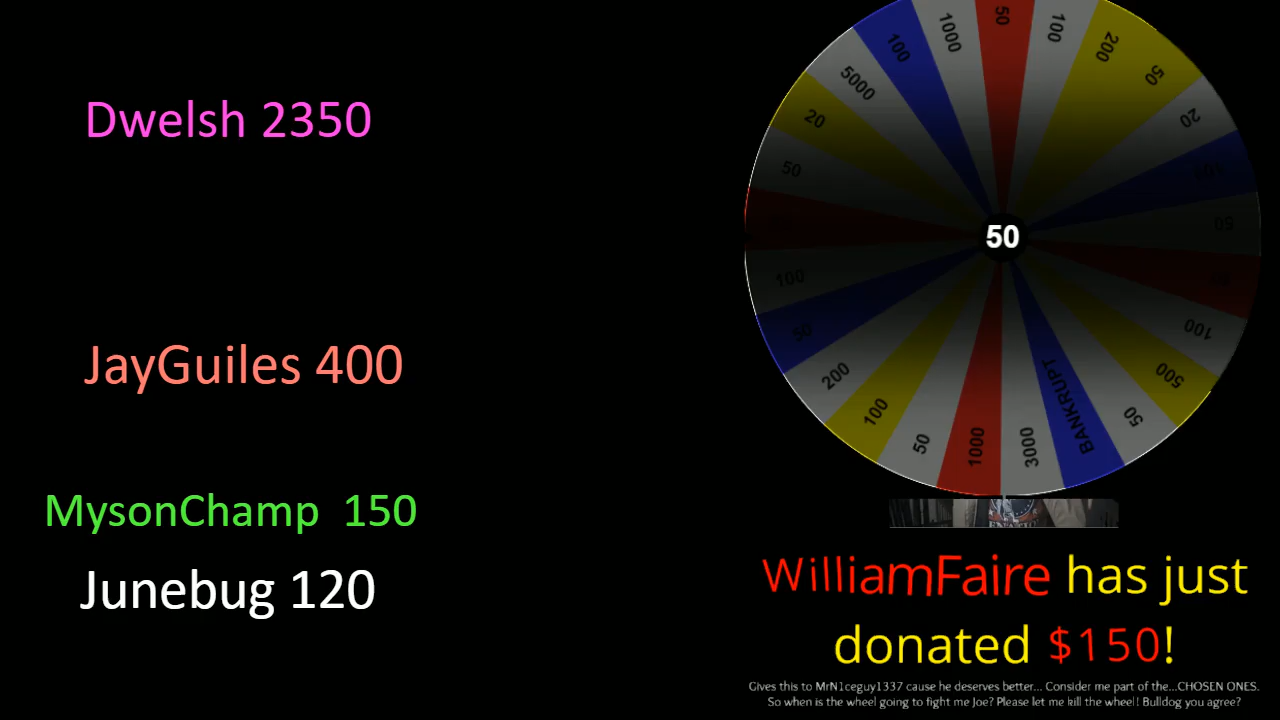 Dwelsh 2350
JayGuiles 400
MysonChamp 150
Junebug 120
50
100
200
50
20
50
100
500
50
BANKRUPT
3000
1000
50
100
200
50
100
50
20
5000
100
1000
50
WilliamFaire has just
donated $150!
Gives this to MrN1ceguy1337 cause he deserves better... Consider me part of the...CHOSEN ONES.
So when is the wheel going to fight me Joe? Please let me kill the wheel! Bulldog you agree?